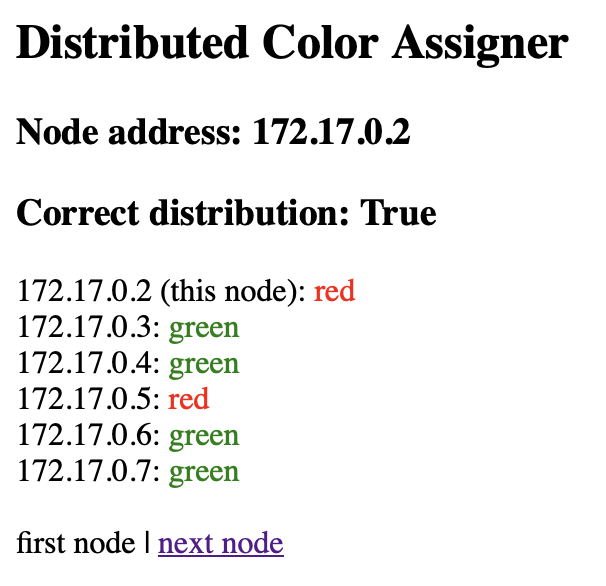 Distributed Color Assigner
Node address: 172.17.0.2
Correct distribution: True
172.17.0.2 (this node): red
172.17.0.3: green
172.17.0.4: green
172.17.0.5: red
172.17.0.6: green
172.17.0.7: green
first node | next node